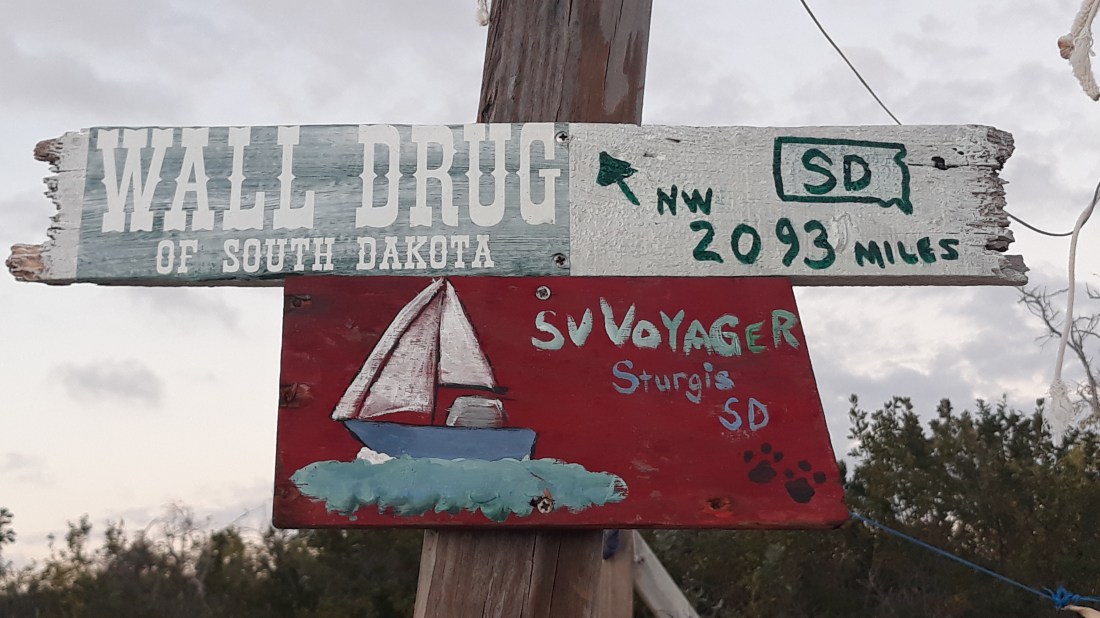 WALL DRUG
OF SOUTH DAKOTA
NW
2093 MILES
SD
SV VOYAGER
Sturgis
SD